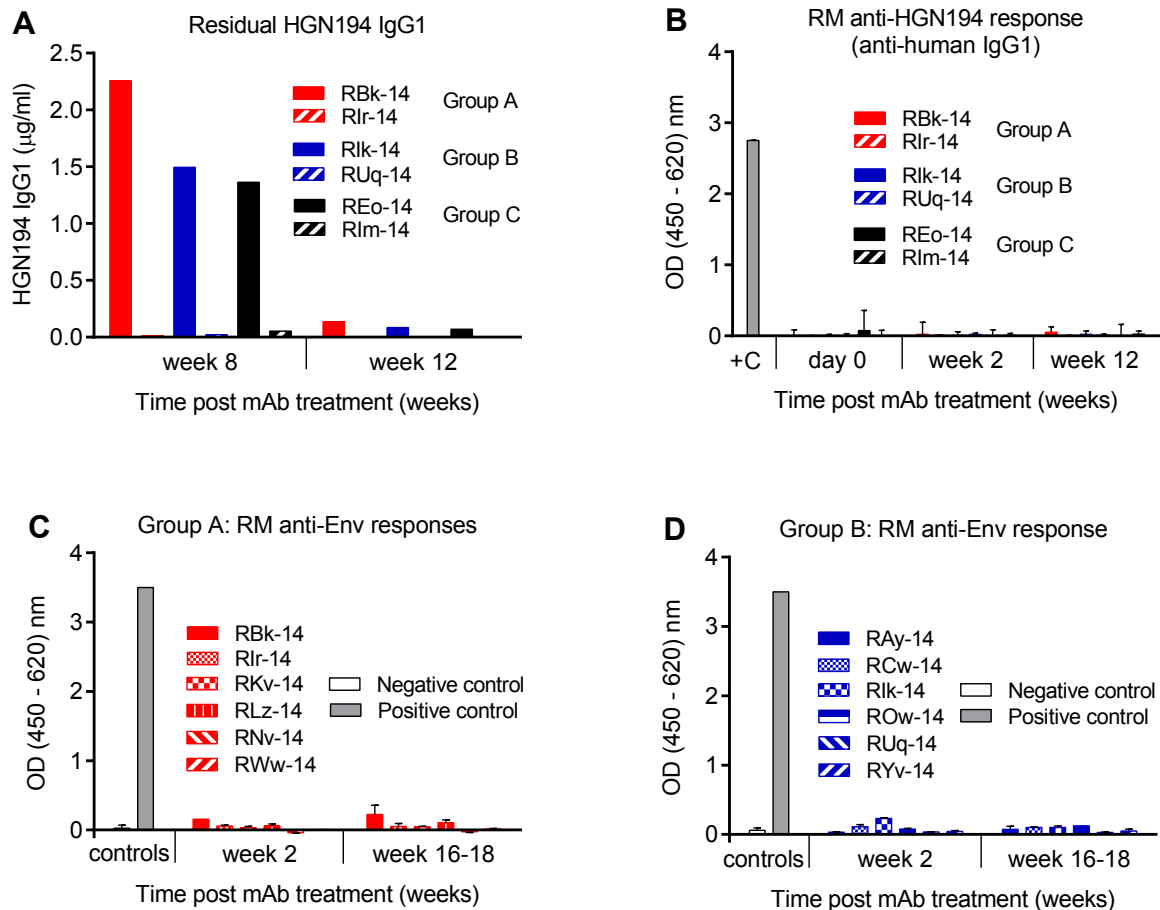 A
Residual HGN194 IgG1
HGN194 IgG1 (µg/ml)
2.5
2.0
1.5
1.0
0.5
0.0
RBk-14
RIr-14
Group A
RIk-14
RUq-14
Group B
REo-14
RIm-14
Group C
week 8
week 12
Time post mAb treatment (weeks)
B
RM anti-HGN194 response
(anti-human IgG1)
OD (450 - 620) nm
4
3
2
1
0
RBk-14
RIr-14
Group A
RIk-14
RUq-14
Group B
REo-14
RIm-14
Group C
+C
day 0
week 2
week 12
Time post mAb treatment (weeks)
C
Group A: RM anti-Env responses
OD (450 - 620) nm
4
3
2
1
0
RBk-14
RIr-14
RKv-14
RLz-14
RNv-14
RWw-14
Negative control
Positive control
controls
week 2
week 16-18
Time post mAb treatment (weeks)
D
Group B: RM anti-Env response
OD (450 - 620) nm
4
3
2
1
0
RAy-14
RCw-14
RIk-14
ROw-14
RUq-14
RYv-14
Negative control
Positive control
controls
week 2
week 16-18
Time post mAb treatment (weeks)